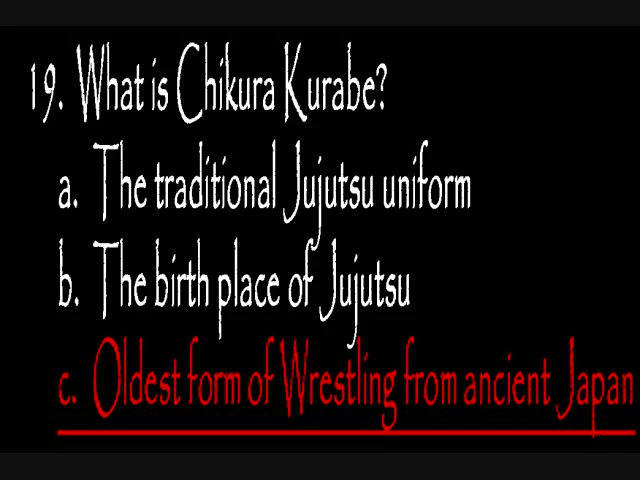 19. What is Chikura Kurabe?
a. The traditional Jujutsu uniform
b. The birth place of Jujutsu
c. Oldest form of Wrestling from ancient Japan